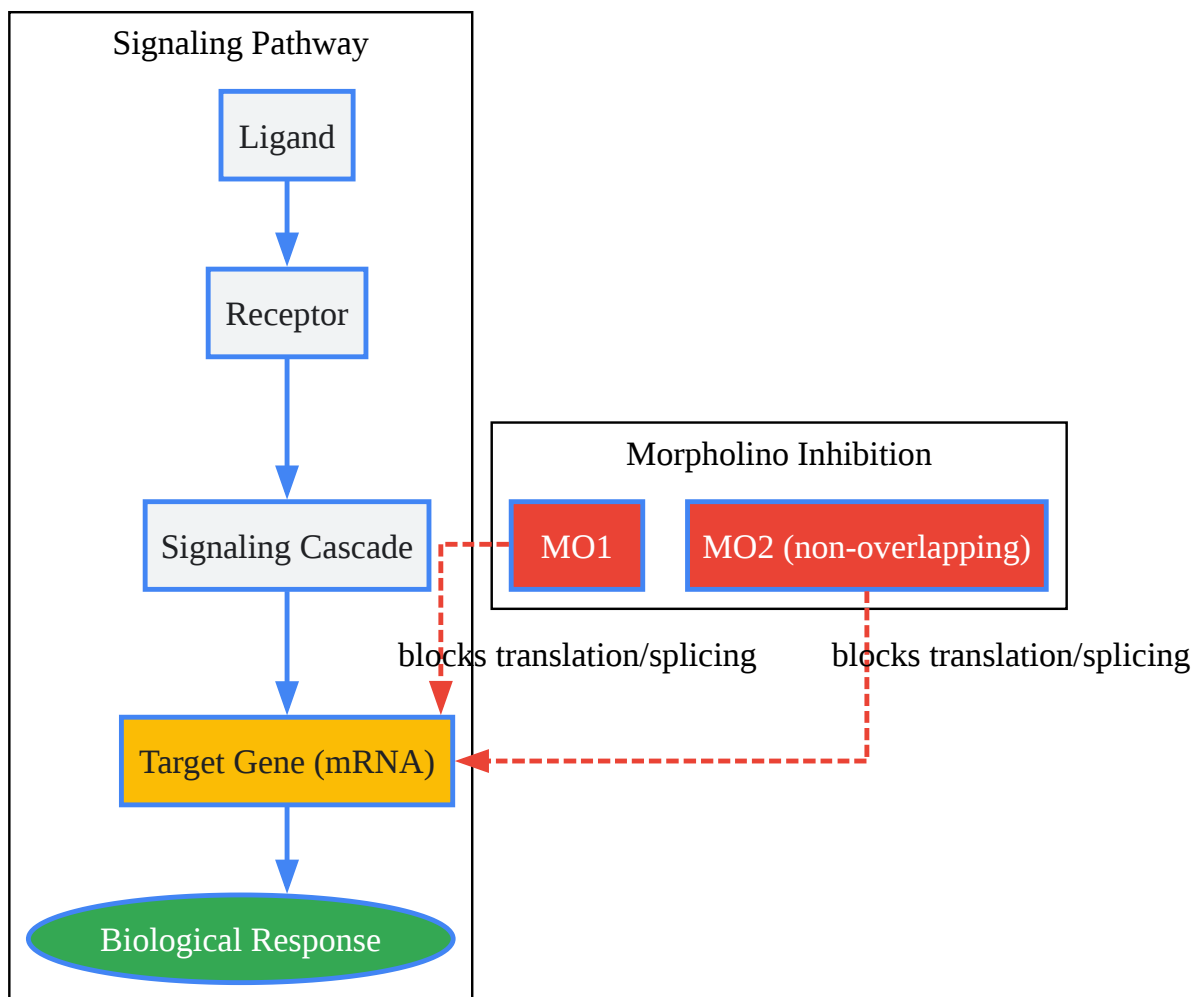 Signaling Pathway
Ligand
Receptor
Morpholino Inhibition
Signaling Cascade
MO1
MO2 (non-overlapping)
blocks translation/splicing
blocks translation/splicing
Target Gene (mRNA)
Biological Response